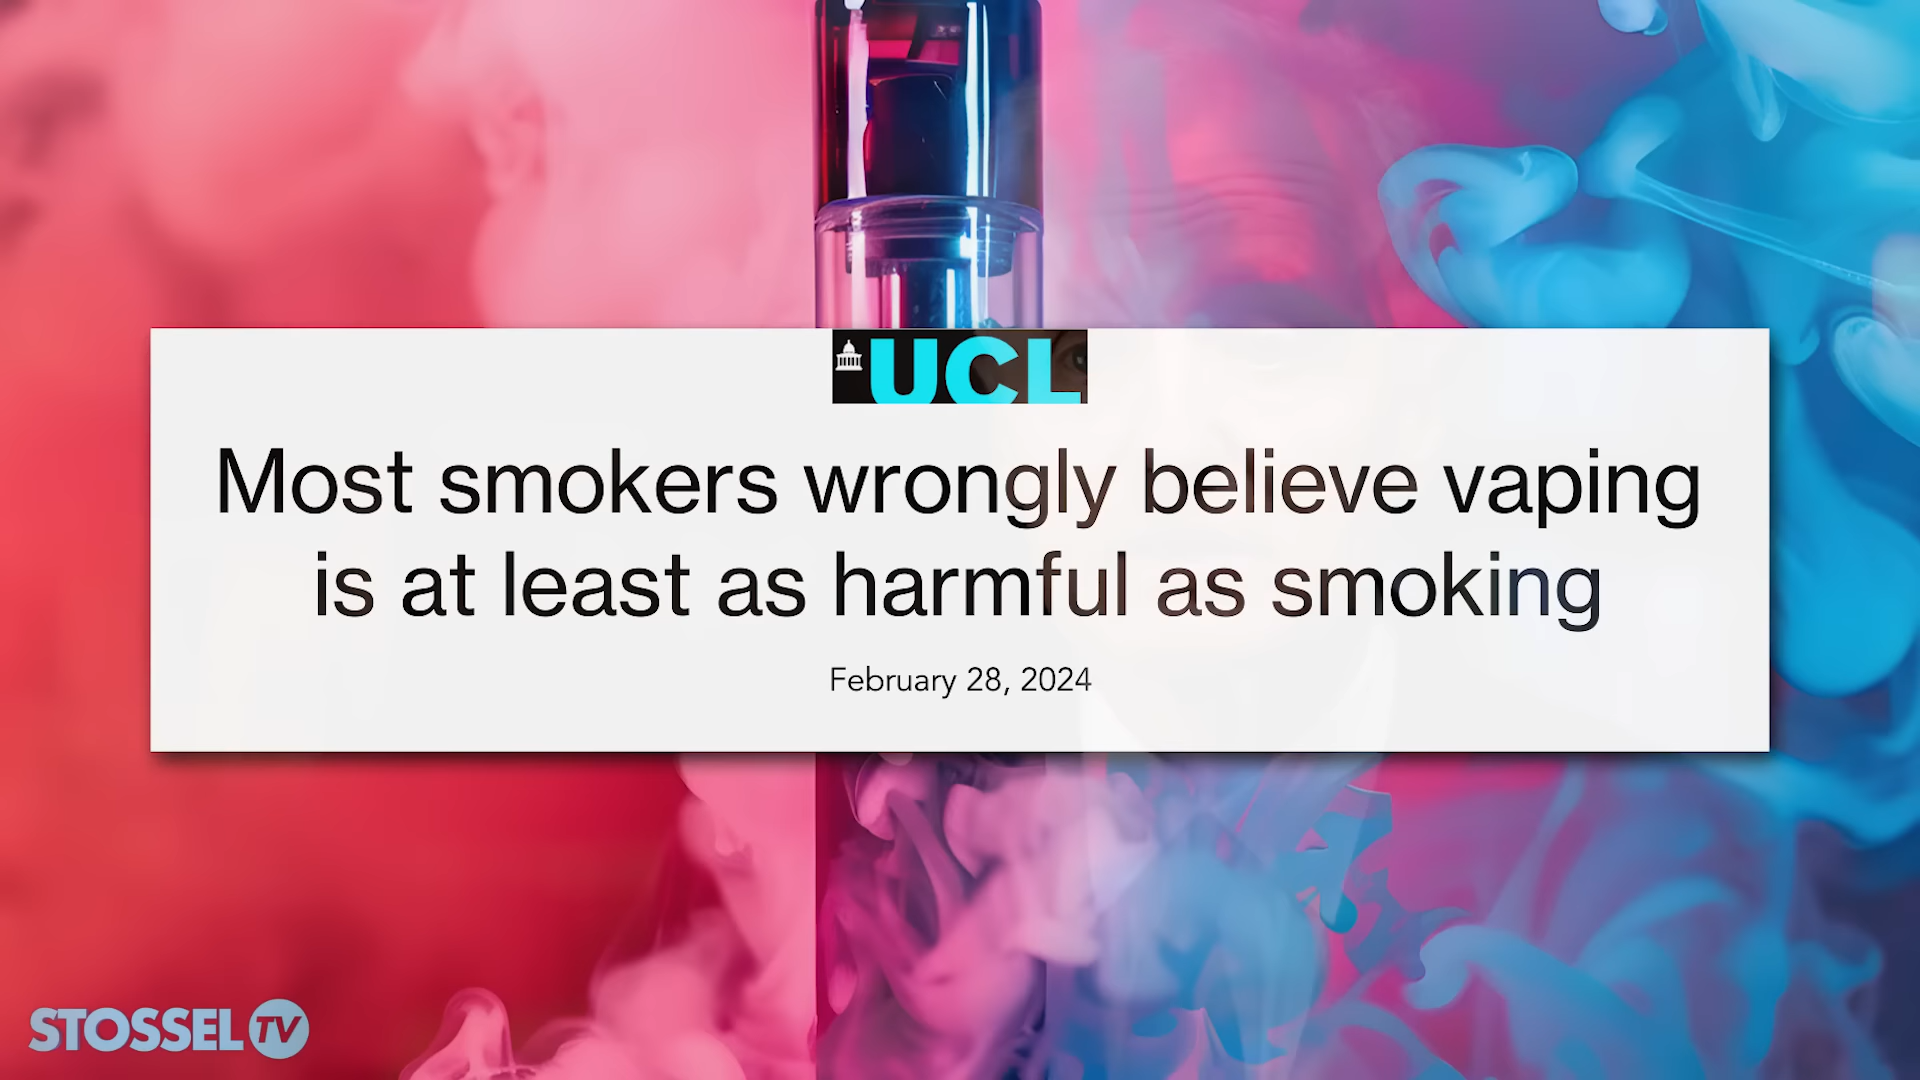 UCL
Most smokers wrongly believe vaping
is at least as harmful as smoking
February 28, 2024
STOSSEL TV